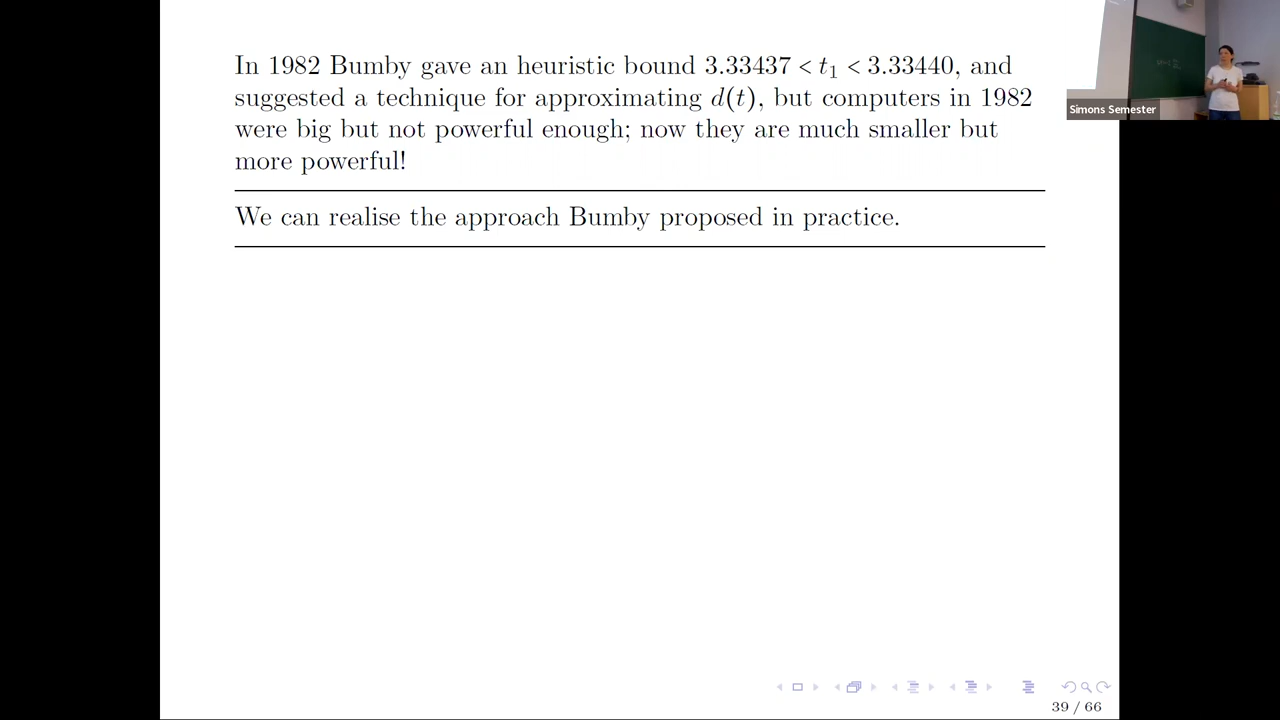 In 1982 Bumby gave an heuristic bound 3.33437 < t₁ < 3.33440, and
suggested a technique for approximating d(t), but computers in 1982
were big but not powerful enough; now they are much smaller but
more powerful!
We can realise the approach Bumby proposed in practice.
Simons Semester
39 / 66